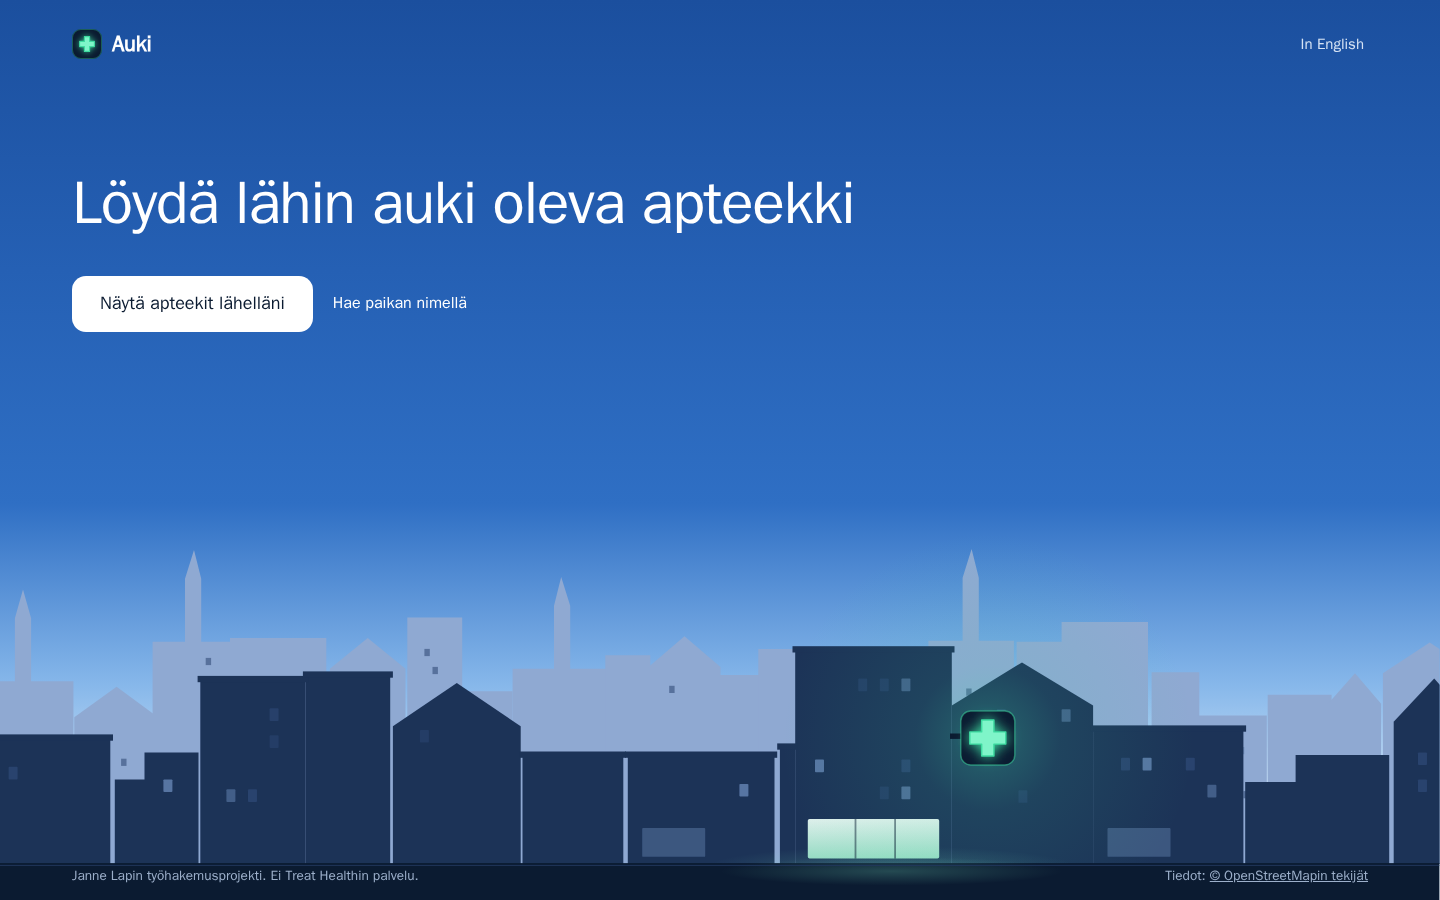 Auki
In English
Löydä lähin auki oleva apteekki
Näytä apteekit lähelläni
Hae paikan nimellä
Janne Lapin työhakemusprojekti. Ei Treat Healthin palvelu.
Tiedot: © OpenStreetMapin tekijät